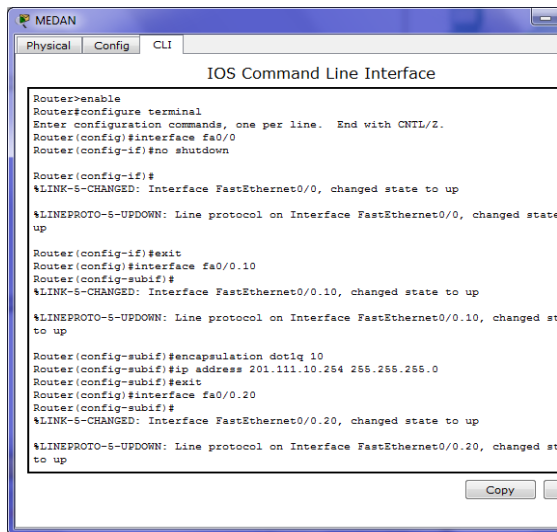 MEDAN
Physical Config CLI
IOS Command Line Interface
Router>enable
Router#configure terminal
Enter configuration commands, one per line.  End with CNTL/Z.
Router(config)#interface fa0/0
Router(config-if)#no shutdown
Router(config-if)#
%LINK-5-CHANGED: Interface FastEthernet0/0, changed state to up
%LINEPROTO-5-UPDOWN: Line protocol on Interface FastEthernet0/0, changed state
up
Router(config-if)#exit
Router(config)#interface fa0/0.10
Router(config-subif)#
%LINK-5-CHANGED: Interface FastEthernet0/0.10, changed state to up
%LINEPROTO-5-UPDOWN: Line protocol on Interface FastEthernet0/0.10, changed st
to up
Router(config-subif)#encapsulation dot1q 10
Router(config-subif)#ip address 201.111.10.254 255.255.255.0
Router(config-subif)#exit
Router(config)#interface fa0/0.20
Router(config-subif)#
%LINK-5-CHANGED: Interface FastEthernet0/0.20, changed state to up
%LINEPROTO-5-UPDOWN: Line protocol on Interface FastEthernet0/0.20, changed st
to up
Copy